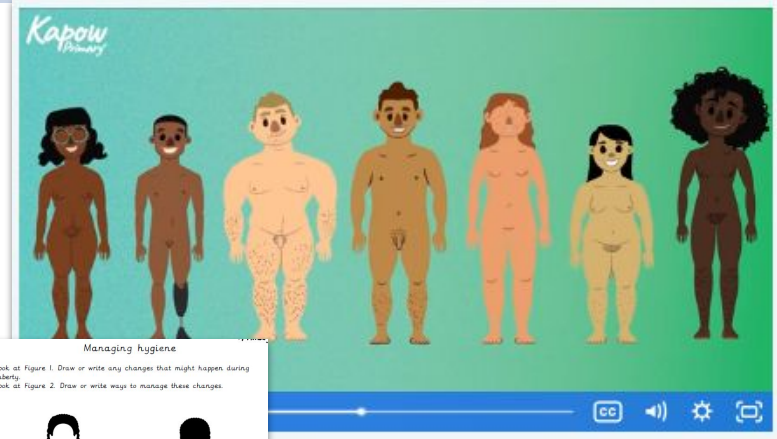 Kapow
Primary
CC
Managing hygiene
ook at Figure 1. Draw or write any changes that might happen during
berty.
ook at Figure 2. Draw or write ways to manage these changes.